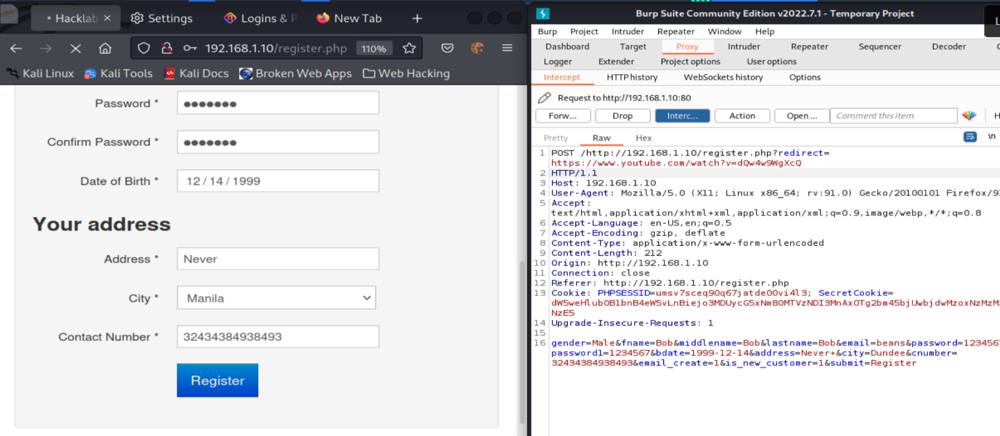 Hacklab
Settings
Logins & P
New Tab
192.168.1.10/register.php
110%
Kali Linux
Kali Tools
Kali Docs
Broken Web Apps
Web Hacking
Password *
Confirm Password *
Date of Birth *
12 / 14 / 1999
Your address
Address *
Never
City *
Manila
Contact Number *
32434384938493
Register
Burp Suite Community Edition v2022.7.1 - Temporary Project
Burp Project Intruder Repeater Window Help
Dashboard Target Proxy Intruder Repeater Sequencer Decoder
Logger Extender Project options User options
Intercept HTTP history WebSockets history Options
Request to http://192.168.1.10:80
Forw... Drop Interc... Action Open ... Comment this item H
Pretty Raw Hex \n
1 POST /http://192.168.1.10/register.php?redirect=
https://www.youtube.com/watch?v=dQw4w9WgXcQ
2 HTTP/1.1
3 Host: 192.168.1.10
4 User-Agent: Mozilla/5.0 (X11; Linux x86_64; rv:91.0) Gecko/20100101 Firefox/9
5 Accept:
text/html,application/xhtml+xml,application/xml;q=0.9,image/webp,*/*;q=0.8
6 Accept-Language: en-US,en;q=0.5
7 Accept-Encoding: gzip, deflate
8 Content-Type: application/x-www-form-urlencoded
9 Content-Length: 212
10 Origin: http://192.168.1.10
11 Connection: close
12 Referer: http://192.168.1.10/register.php
13 Cookie: PHPSESSID=umsv7sceq90q67jatde00vi4l3; SecretCookie=
dW5weHlub0B1bnB4eW5vLnBiejo3MDUycG5xNm80MTVzNDI3MnAxOTg2bm45bjUwbjdwMzoxNzMzMz
NzE5
14 Upgrade-Insecure-Requests: 1
15
16 gender=Male&fname=Bob&middlename=Bob&lastname=Bob&email=beans&password=123456
password1=1234567&bdate=1999-12-14&address=Never+&city=Dundee&cnumber=
32434384938493&email_create=1&is_new_customer=1&submit=Register